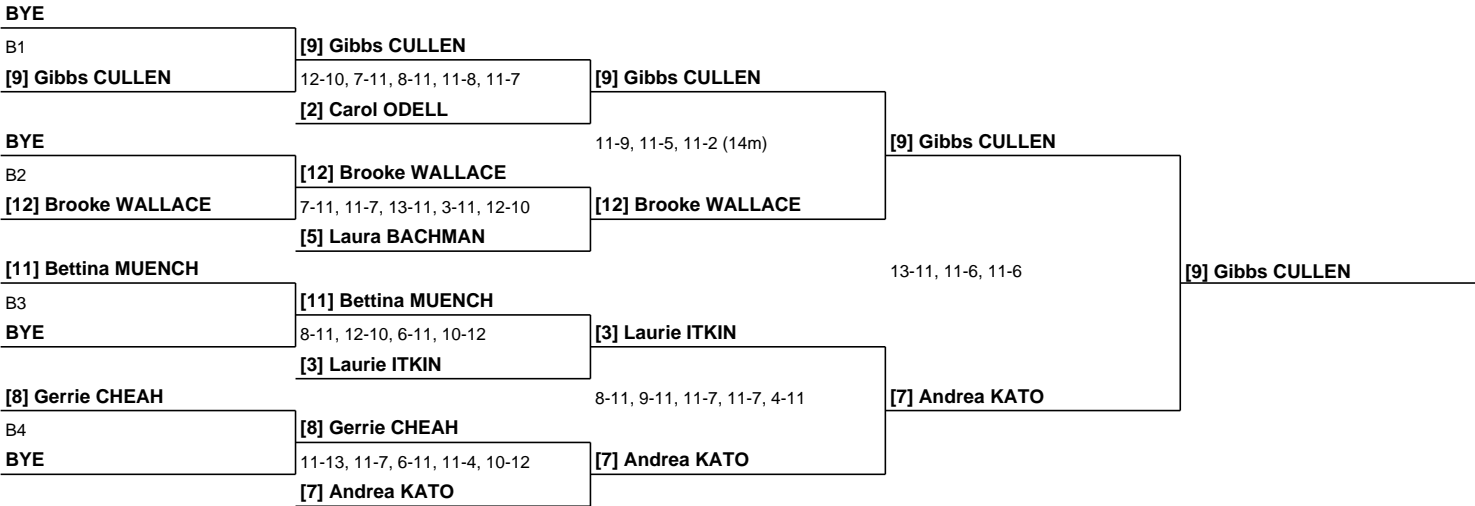 BYE
B1
[9] Gibbs CULLEN
[9] Gibbs CULLEN
12-10, 7-11, 8-11, 11-8, 11-7
[2] Carol ODELL
[9] Gibbs CULLEN
BYE
B2
[12] Brooke WALLACE
[12] Brooke WALLACE
7-11, 11-7, 13-11, 3-11, 12-10
[5] Laura BACHMAN
11-9, 11-5, 11-2 (14m)
[12] Brooke WALLACE
[9] Gibbs CULLEN
[11] Bettina MUENCH
B3
BYE
[11] Bettina MUENCH
8-11, 12-10, 6-11, 10-12
[3] Laurie ITKIN
[3] Laurie ITKIN
13-11, 11-6, 11-6
[9] Gibbs CULLEN
[8] Gerrie CHEAH
B4
BYE
[8] Gerrie CHEAH
11-13, 11-7, 6-11, 11-4, 10-12
[7] Andrea KATO
8-11, 9-11, 11-7, 11-7, 4-11
[7] Andrea KATO
[7] Andrea KATO